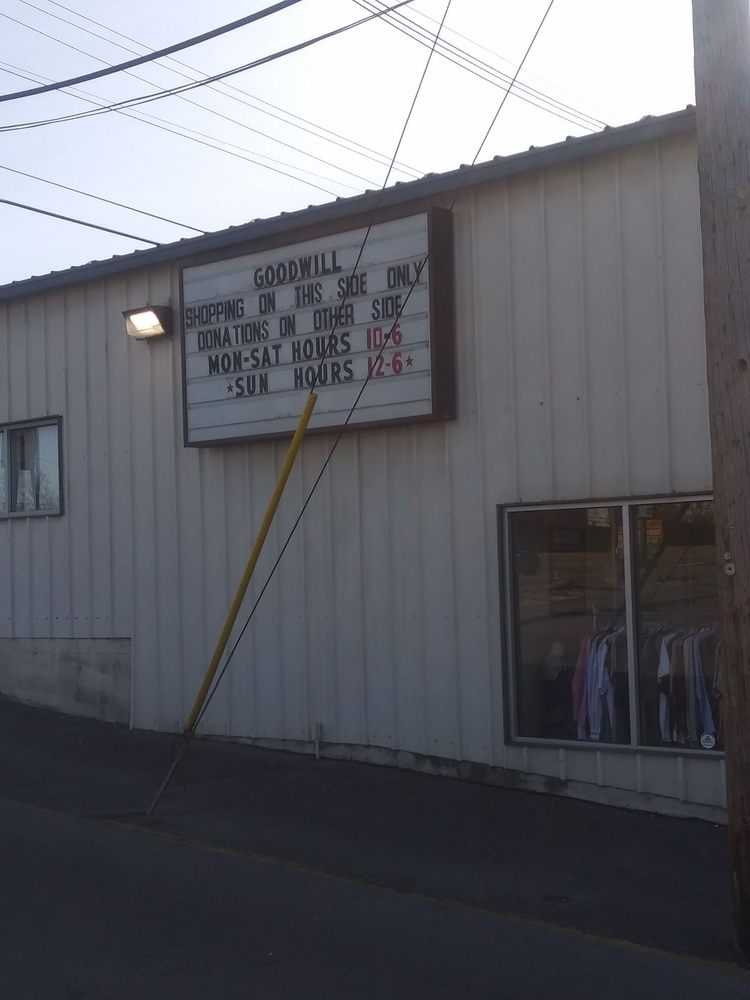 GOODWILL
SHOPPING ON THIS SIDE ONLY
DONATIONS ON OTHER SIDE
MON-SAT HOURS 10-6
★SUN HOURS 12-6★